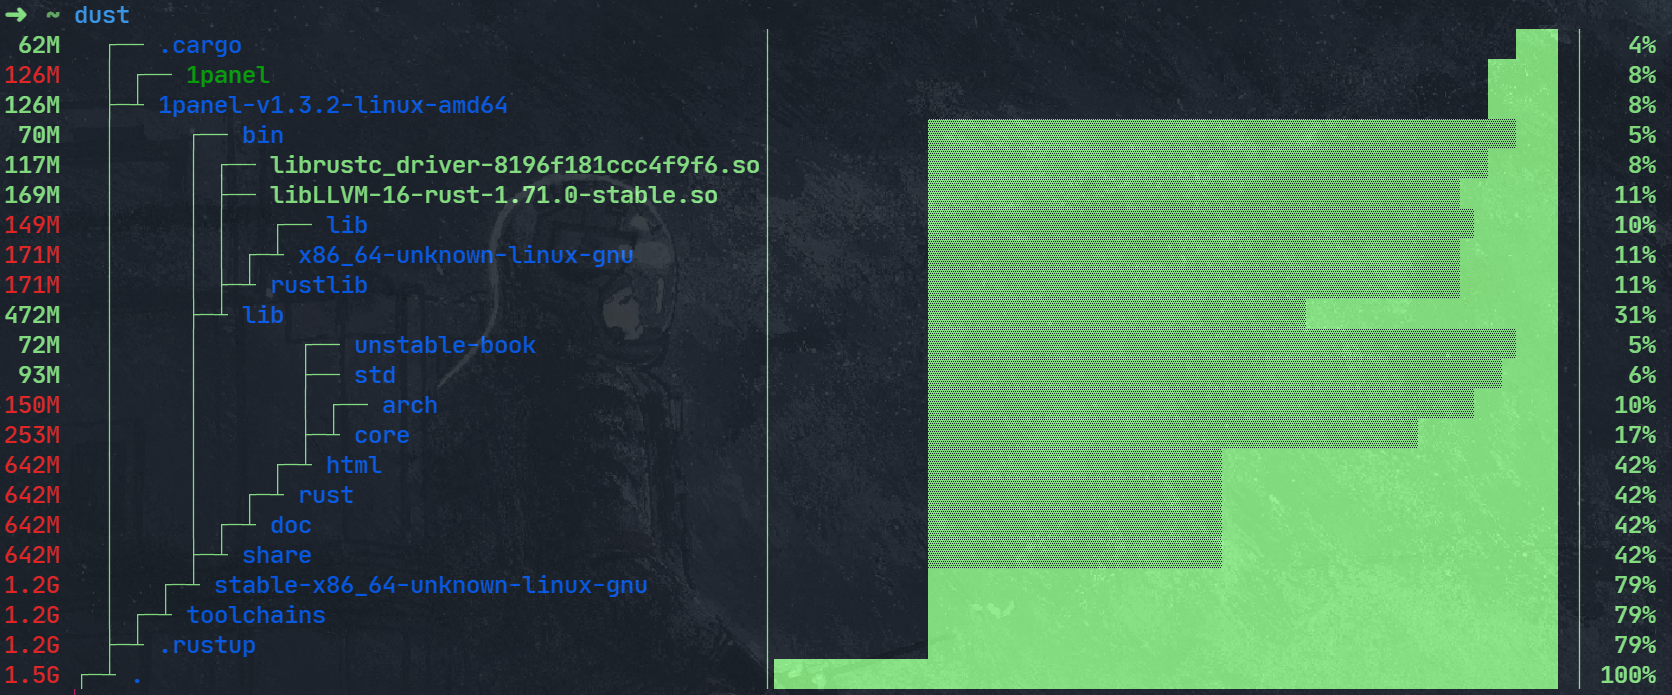 ➜ ~ dust
62M ┌── .cargo 4%
126M │ ┌── 1panel 8%
126M ├─┴ 1panel-v1.3.2-linux-amd64 8%
70M │ ┌── bin 5%
117M │ │ ┌── librustc_driver-8196f181ccc4f9f6.so 8%
169M │ │ ├── libLLVM-16-rust-1.71.0-stable.so 11%
149M │ │ │ ┌── lib 10%
171M │ │ │ ┌─┴ x86_64-unknown-linux-gnu 11%
171M │ │ ├─┴ rustlib 11%
472M │ ├─┴ lib 31%
72M │ │ ┌── unstable-book 5%
93M │ │ ├── std 6%
150M │ │ │ ┌── arch 10%
253M │ │ ├─┴ core 17%
642M │ │ ┌─┴ html 42%
642M │ │ ┌─┴ rust 42%
642M │ │ ┌─┴ doc 42%
642M │ ├─┴ share 42%
1.2G │ ┌─┴ stable-x86_64-unknown-linux-gnu 79%
1.2G │ ┌─┴ toolchains 79%
1.2G ├─┴ .rustup 79%
1.5G ┌─┴ . 100%